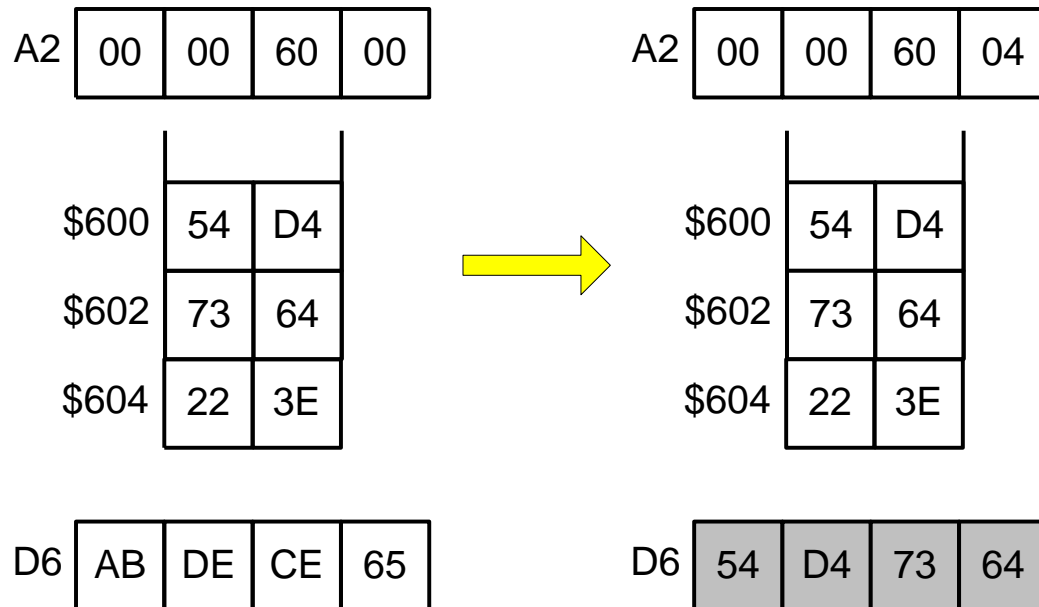 A2 00 00 60 00 A2 00 00 60 04
$600 54 D4 $600 54 D4
$602 73 64 $602 73 64
$604 22 3E $604 22 3E
D6 AB DE CE 65 D6 54 D4 73 64